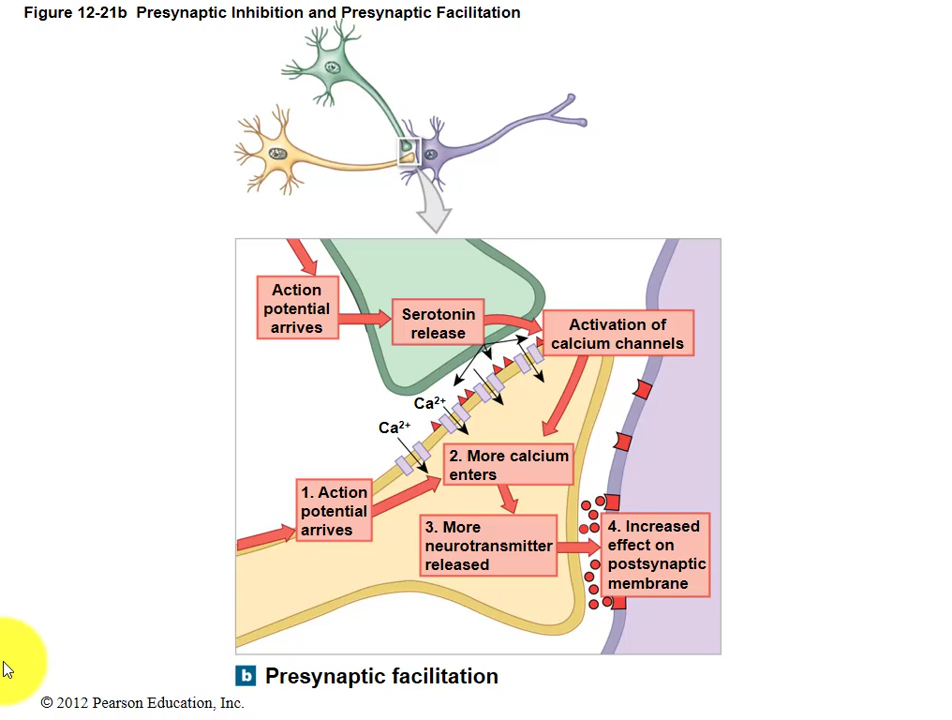 Figure 12-21b  Presynaptic Inhibition and Presynaptic Facilitation
Action
potential
arrives
Serotonin
release
Activation of
calcium channels
Ca2+
Ca2+
2. More calcium
enters
1. Action
potential
arrives
3. More
neurotransmitter
released
4. Increased
effect on
postsynaptic
membrane
b Presynaptic facilitation
© 2012 Pearson Education, Inc.